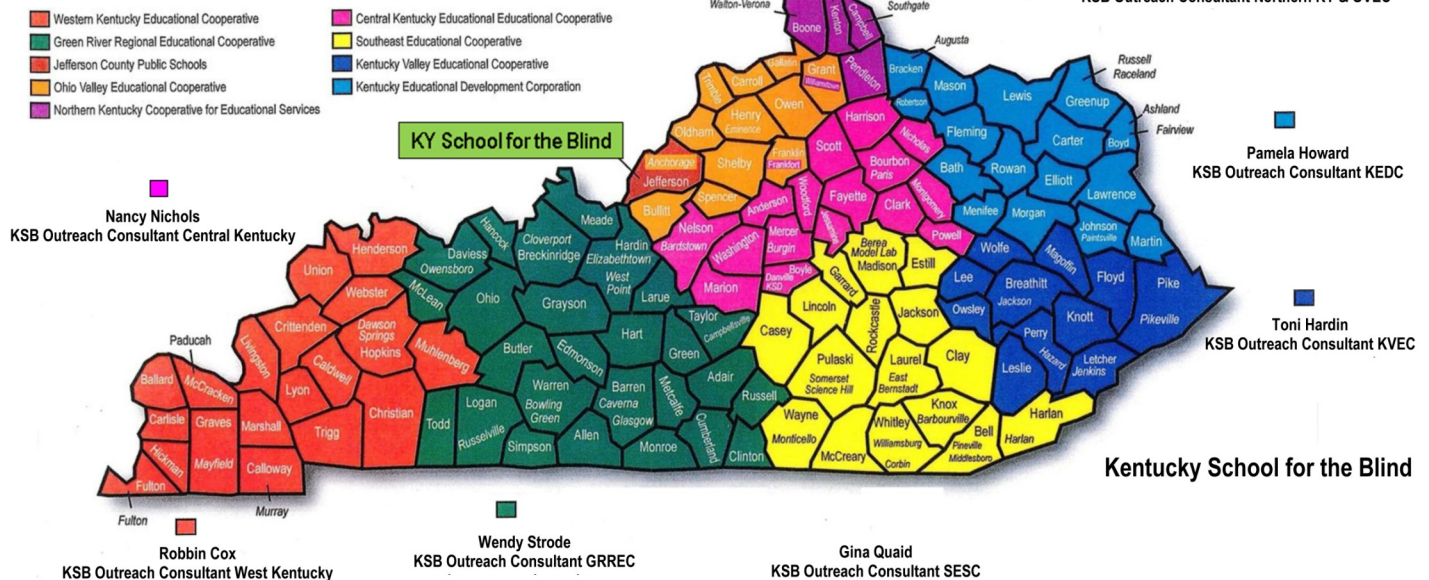 Western Kentucky Educational Cooperative
Green River Regional Educational Cooperative
Jefferson County Public Schools
Ohio Valley Educational Cooperative
Northern Kentucky Cooperative for Educational Services
Central Kentucky Educational Educational Cooperative
Southeast Educational Cooperative
Kentucky Valley Educational Cooperative
Kentucky Educational Development Corporation
KSB Outreach Consultant Northern KY & OVEC
Walton-Verona
Southgate
Boone
Kenton
Campbell
Augusta
Russell
Raceland
Ashland
Fairview
Pendleton
Gallatin
Grant
Williamstown
Bracken
Robertson
Mason
Lewis
Greenup
Trimble
Carroll
Owen
Henry
Eminence
Harrison
Nicholas
Fleming
Carter
Boyd
KY School for the Blind
Oldham
Anchorage
Jefferson
Shelby
Franklin
Frankfort
Scott
Bourbon
Paris
Bath
Rowan
Elliott
Lawrence
Pamela Howard
KSB Outreach Consultant KEDC
Bullitt
Spencer
Anderson
Woodford
Fayette
Clark
Montgomery
Menifee
Morgan
Johnson
Paintsville
Martin
Nancy Nichols
KSB Outreach Consultant Central Kentucky
Henderson
Union
Webster
Daviess
Owensboro
Hancock
McLean
Meade
Cloverport
Breckinridge
Hardin
Elizabethtown
West
Point
Larue
Nelson
Bardstown
Washington
Mercer
Burgin
Jessamine
Boyle
Danville
KSD
Marion
Powell
Berea
Model Lab
Madison
Estill
Garrard
Lincoln
Wolfe
Lee
Magoffin
Breathitt
Jackson
Floyd
Pike
Pikeville
Owsley
Perry
Hazard
Knott
Leslie
Letcher
Jenkins
Toni Hardin
KSB Outreach Consultant KVEC
Ohio
Grayson
Hart
Taylor
Campbellsville
Green
Casey
Rockcastle
Jackson
Crittenden
Livingston
Dawson
Springs
Hopkins
Caldwell
Lyon
Muhlenberg
Butler
Edmonson
Warren
Bowling
Green
Barren
Caverna
Glasgow
Metcalfe
Adair
Russell
Pulaski
Somerset
Science Hill
Laurel
East
Bernstadt
Clay
Paducah
Ballard
McCracken
Carlisle
Graves
Marshall
Trigg
Christian
Todd
Logan
Russellville
Simpson
Allen
Monroe
Cumberland
Clinton
Wayne
Monticello
McCreary
Whitley
Williamsburg
Corbin
Knox
Barbourville
Bell
Pineville
Middlesboro
Harlan
Harlan
Hickman
Fulton
Mayfield
Calloway
Fulton
Murray
Kentucky School for the Blind
Robbin Cox
KSB Outreach Consultant West Kentucky
Wendy Strode
KSB Outreach Consultant GRREC
Gina Quaid
KSB Outreach Consultant SESC